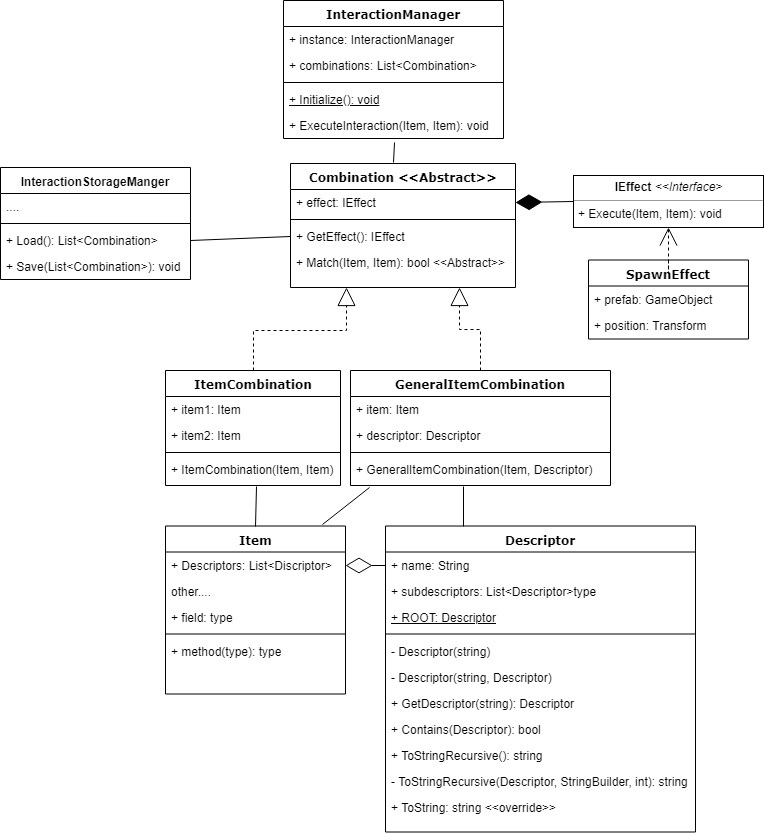 InteractionManager
+ instance: InteractionManager
+ combinations: List<Combination>
+ Initialize(): void
+ ExecuteInteraction(Item, Item): void
InteractionStorageManger
....
+ Load(): List<Combination>
+ Save(List<Combination>): void
Combination <<Abstract>>
+ effect: IEffect
+ GetEffect(): IEffect
+ Match(Item, Item): bool <<Abstract>>
IEffect <<Interface>
+ Execute(Item, Item): void
SpawnEffect
+ prefab: GameObject
+ position: Transform
ItemCombination
+ item1: Item
+ item2: Item
+ ItemCombination(Item, Item)
GeneralItemCombination
+ item: Item
+ descriptor: Descriptor
+ GeneralItemCombination(Item, Descriptor)
Item
+ Descriptors: List<Discriptor>
other....
+ field: type
+ method(type): type
Descriptor
+ name: String
+ subdescriptors: List<Descriptor>type
+ ROOT: Descriptor
- Descriptor(string)
- Descriptor(string, Descriptor)
+ GetDescriptor(string): Descriptor
+ Contains(Descriptor): bool
+ ToStringRecursive(): string
- ToStringRecursive(Descriptor, StringBuilder, int): string
+ ToString: string <<override>>